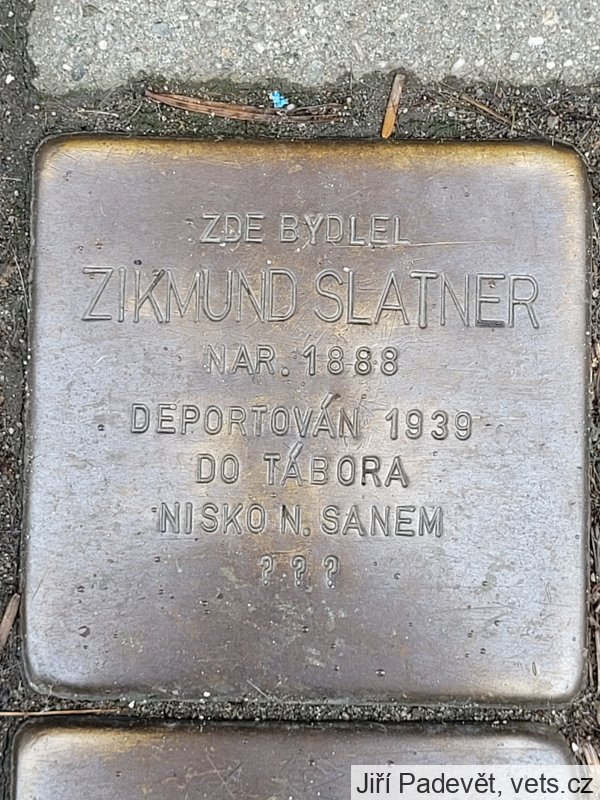 ZDE BYDLEL
ZIKMUND SLATNER
NAR. 1888
DEPORTOVÁN 1939
DO TÁBORA
NISKO N. SANEM
? ? ?
Jiří Padevět, vets.cz